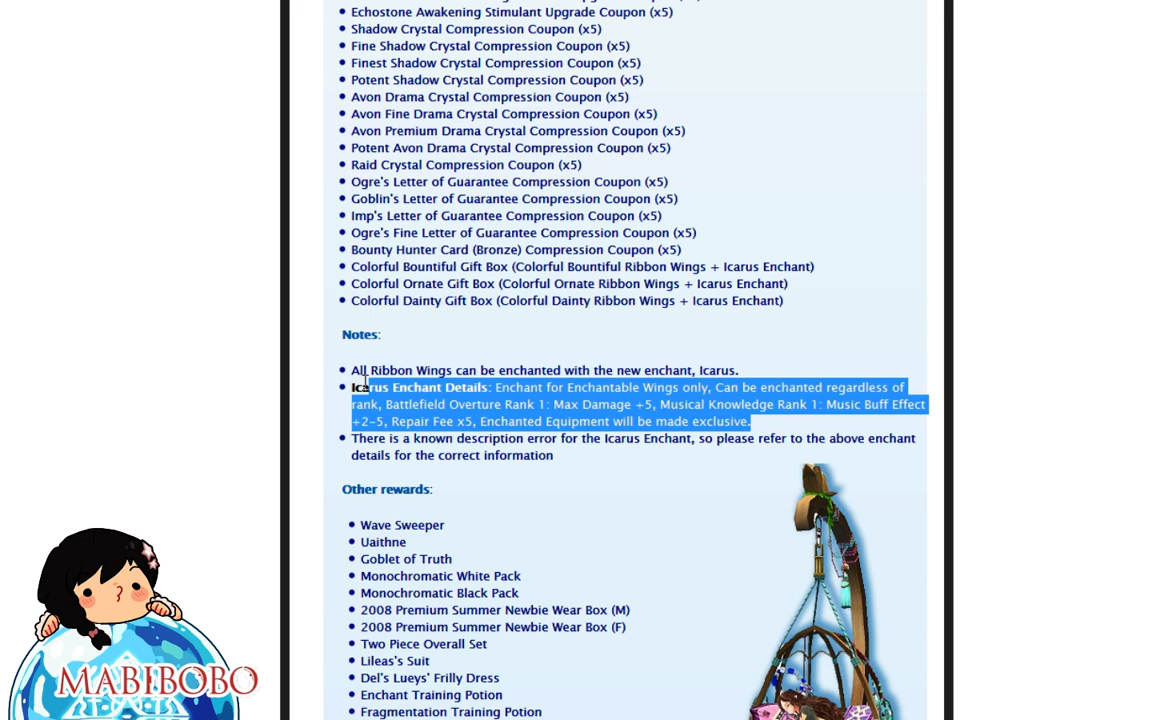 Echostone Awakening Stimulant Upgrade Coupon (x5)
Shadow Crystal Compression Coupon (x5)
Fine Shadow Crystal Compression Coupon (x5)
Finest Shadow Crystal Compression Coupon (x5)
Potent Shadow Crystal Compression Coupon (x5)
Avon Drama Crystal Compression Coupon (x5)
Avon Fine Drama Crystal Compression Coupon (x5)
Avon Premium Drama Crystal Compression Coupon (x5)
Potent Avon Drama Crystal Compression Coupon (x5)
Raid Crystal Compression Coupon (x5)
Ogre's Letter of Guarantee Compression Coupon (x5)
Goblin's Letter of Guarantee Compression Coupon (x5)
Imp's Letter of Guarantee Compression Coupon (x5)
Ogre's Fine Letter of Guarantee Compression Coupon (x5)
Bounty Hunter Card (Bronze) Compression Coupon (x5)
Colorful Bountiful Gift Box (Colorful Bountiful Ribbon Wings + Icarus Enchant)
Colorful Ornate Gift Box (Colorful Ornate Ribbon Wings + Icarus Enchant)
Colorful Dainty Gift Box (Colorful Dainty Ribbon Wings + Icarus Enchant)
Notes:
All Ribbon Wings can be enchanted with the new enchant, Icarus.
Icarus Enchant Details: Enchant for Enchantable Wings only, Can be enchanted regardless of
rank, Battlefield Overture Rank 1: Max Damage +5, Musical Knowledge Rank 1: Music Buff Effect
+2-5, Repair Fee x5, Enchanted Equipment will be made exclusive.
There is a known description error for the Icarus Enchant, so please refer to the above enchant
details for the correct information
Other rewards:
Wave Sweeper
Uaithne
Goblet of Truth
Monochromatic White Pack
Monochromatic Black Pack
2008 Premium Summer Newbie Wear Box (M)
2008 Premium Summer Newbie Wear Box (F)
Two Piece Overall Set
Lileas's Suit
Del's Lueys' Frilly Dress
Enchant Training Potion
Fragmentation Training Potion
MABIBOBO